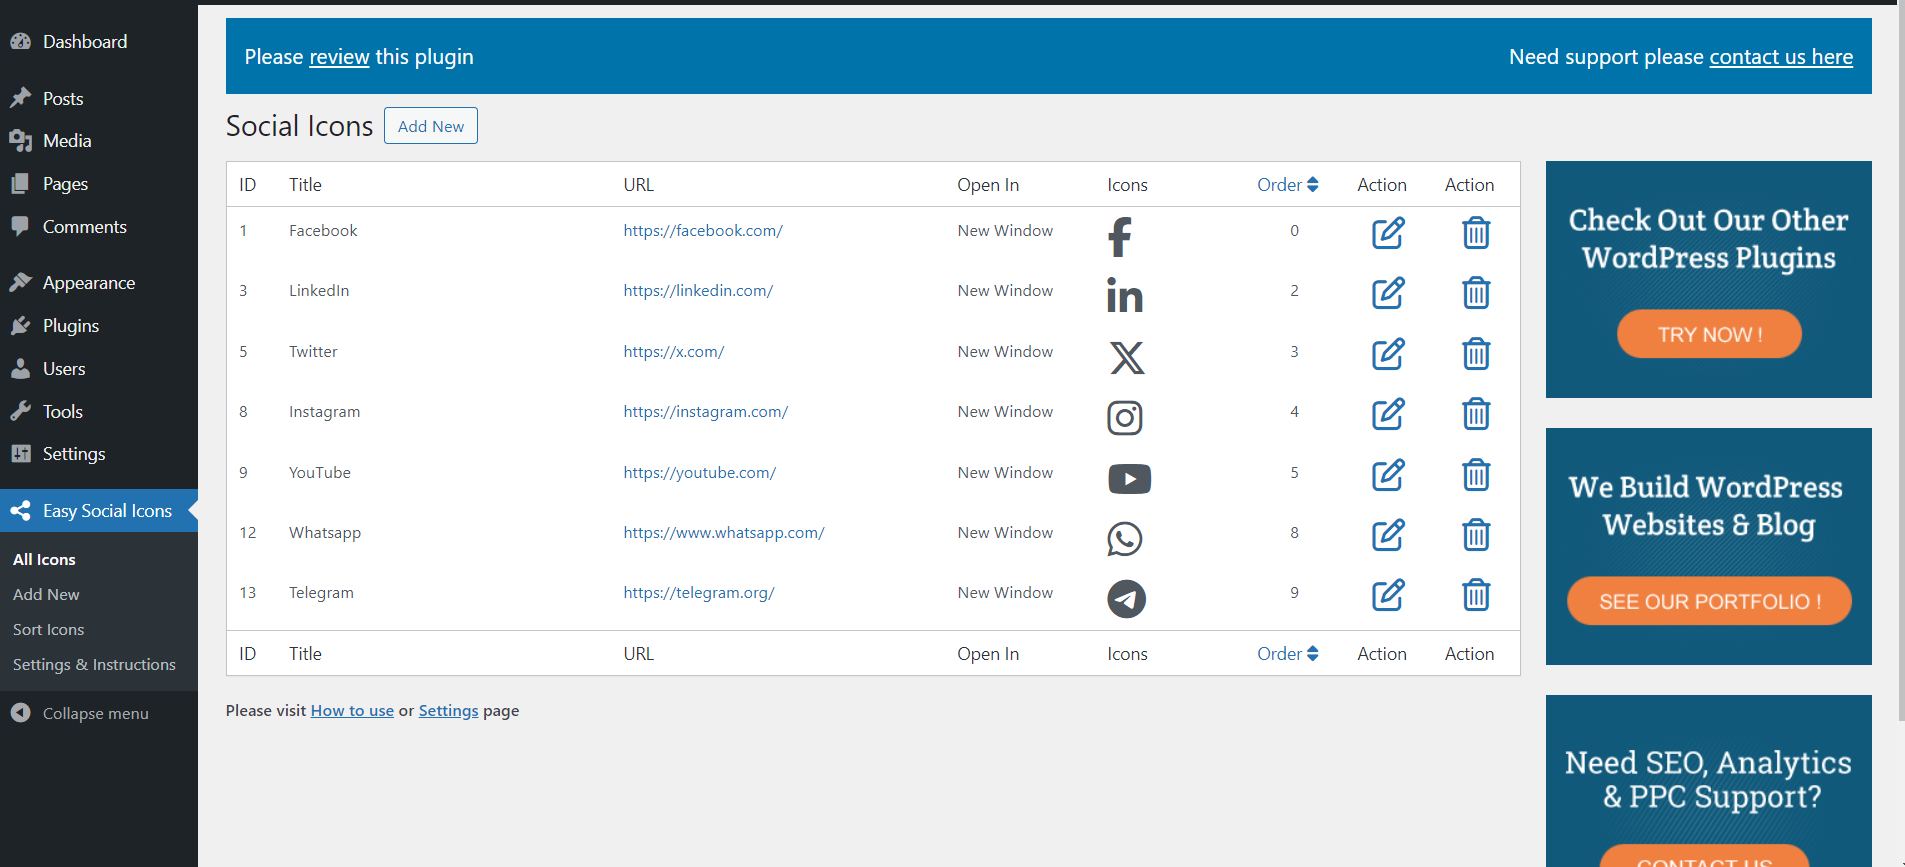 Dashboard
Posts
Media
Pages
Comments
Appearance
Plugins
Users
Tools
Settings
Easy Social Icons
All Icons
Add New
Sort Icons
Settings & Instructions
Collapse menu
Please review this plugin
Need support please contact us here
Social Icons Add New
ID Title URL Open In Icons Order Action Action
1 Facebook https://facebook.com/ New Window 0
3 LinkedIn https://linkedin.com/ New Window 2
5 Twitter https://x.com/ New Window 3
8 Instagram https://instagram.com/ New Window 4
9 YouTube https://youtube.com/ New Window 5
12 Whatsapp https://www.whatsapp.com/ New Window 8
13 Telegram https://telegram.org/ New Window 9
ID Title URL Open In Icons Order Action Action
Please visit How to use or Settings page
Check Out Our Other
WordPress Plugins
TRY NOW !
We Build WordPress
Websites & Blog
SEE OUR PORTFOLIO !
Need SEO, Analytics
& PPC Support?
CONTACT US